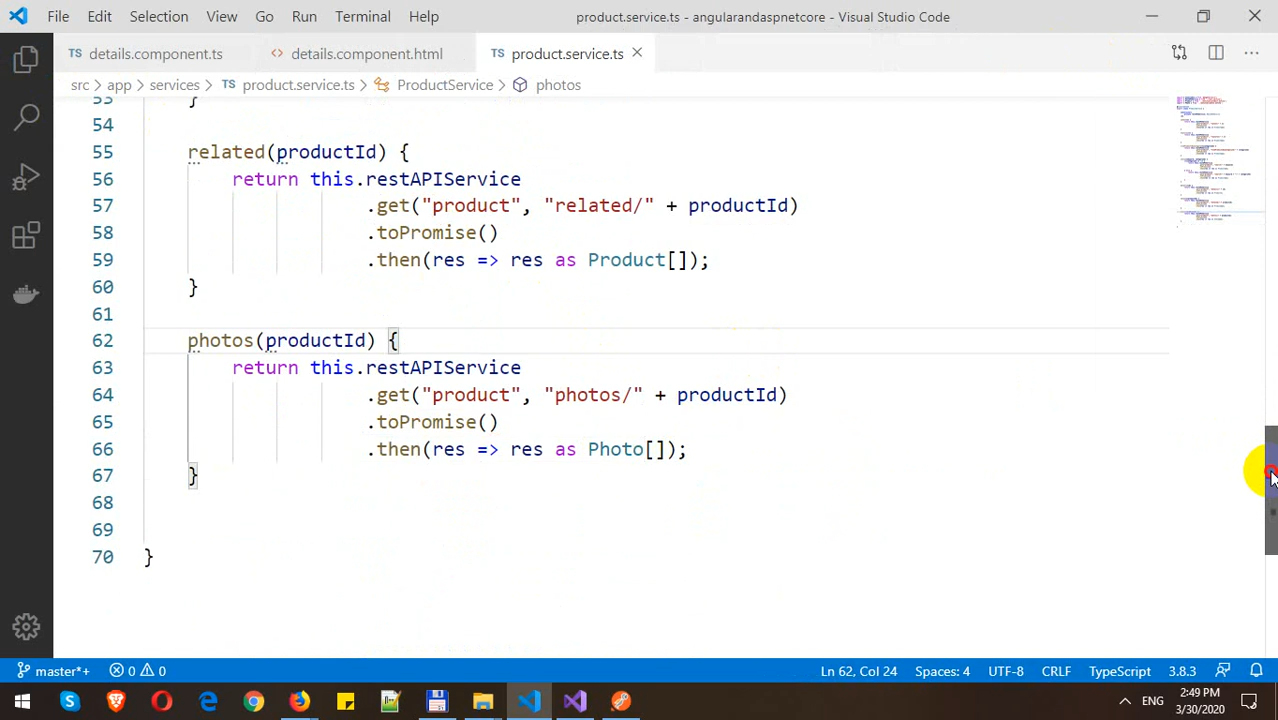 File Edit Selection View Go Run Terminal Help product.service.ts - angularandaspnetcore - Visual Studio Code
TS details.component.ts <> details.component.html TS product.service.ts
src > app > services > TS product.service.ts > ProductService > photos
53 }
54
55 related(productId) {
56 return this.restAPIService
57 .get("product", "related/" + productId)
58 .toPromise()
59 .then(res => res as Product[]);
60 }
61
62 photos(productId) {
63 return this.restAPIService
64 .get("product", "photos/" + productId)
65 .toPromise()
66 .then(res => res as Photo[]);
67 }
68
69
70 }
master*+ 0 0 Ln 62, Col 24 Spaces: 4 UTF-8 CRLF TypeScript 3.8.3
ENG 2:49 PM
3/30/2020